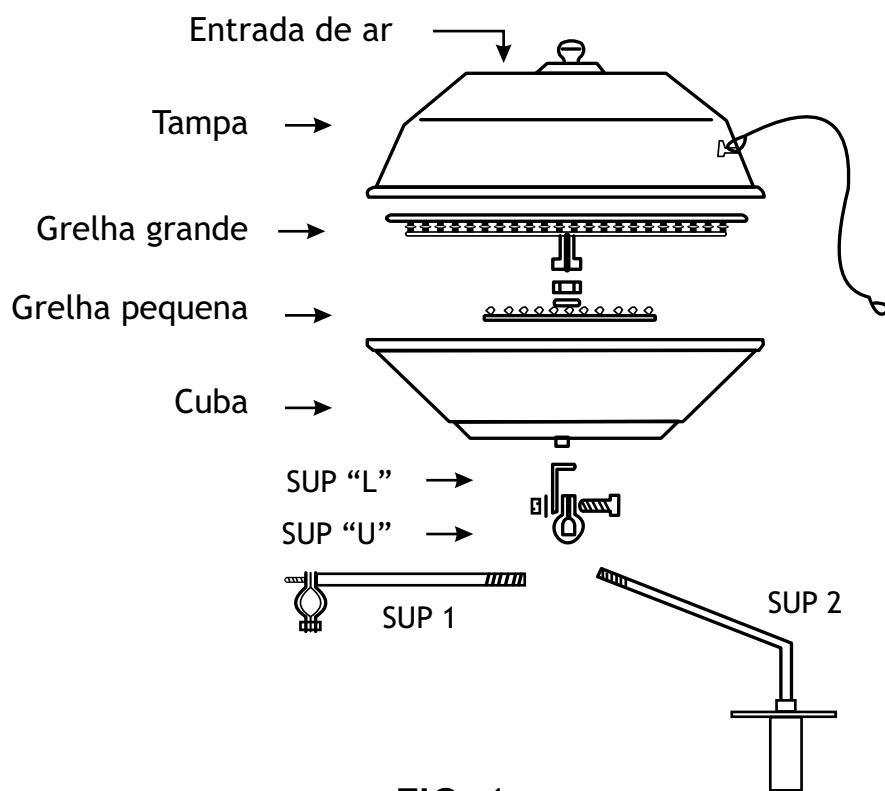 Entrada de ar
Tampa
Grelha grande
Grelha pequena
Cuba
SUP “L”
SUP “U”
SUP 1
SUP 2